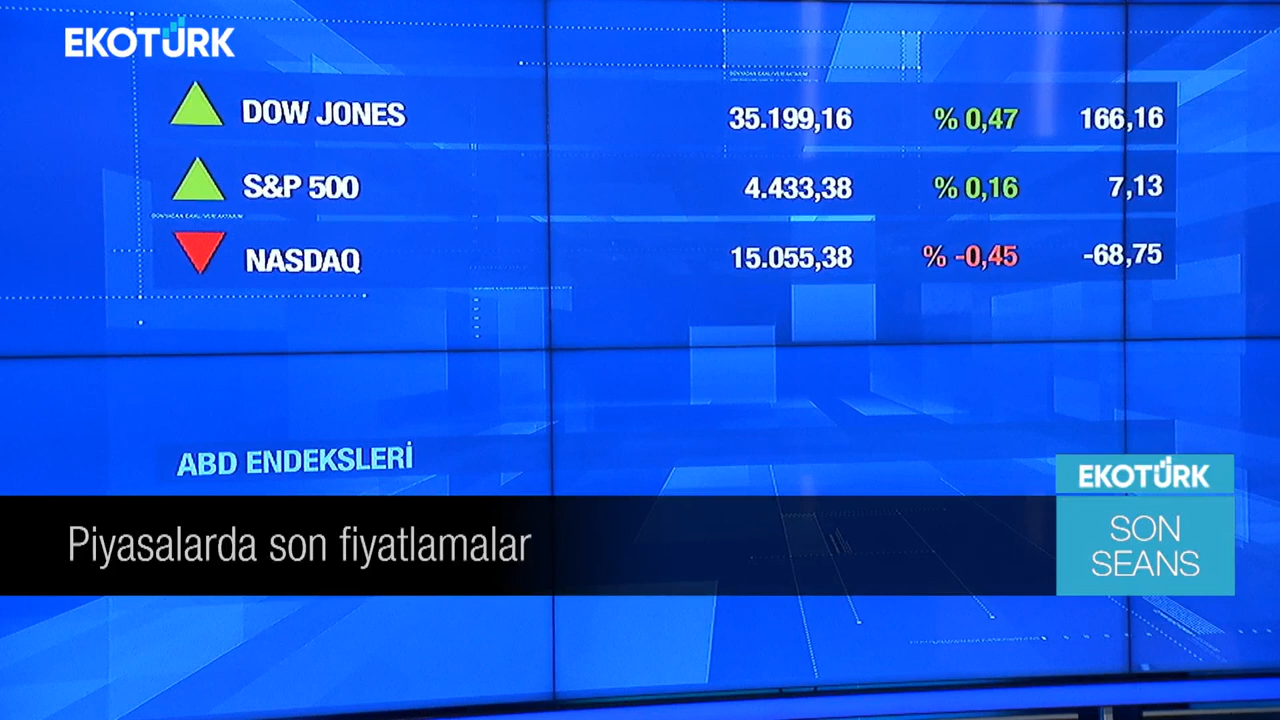 EKOTÜRK
DOW JONES 35.199,16 % 0,47 166,16
S&P 500 4.433,38 % 0,16 7,13
NASDAQ 15.055,38 % -0,45 -68,75
ABD ENDEKSLERİ
EKOTÜRK
Piyasalarda son fiyatlamalar
SON
SEANS